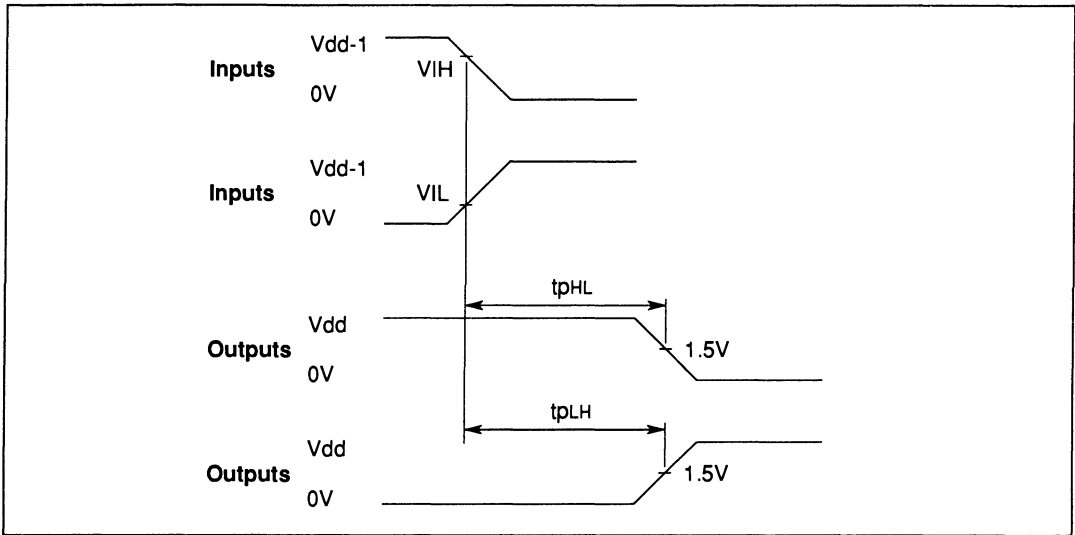 Vdd-1
Inputs
VIH
0V
Vdd-1
Inputs
VIL
0V
tpHL
Vdd
Outputs
1.5V
0V
tpLH
Vdd
Outputs
1.5V
0V